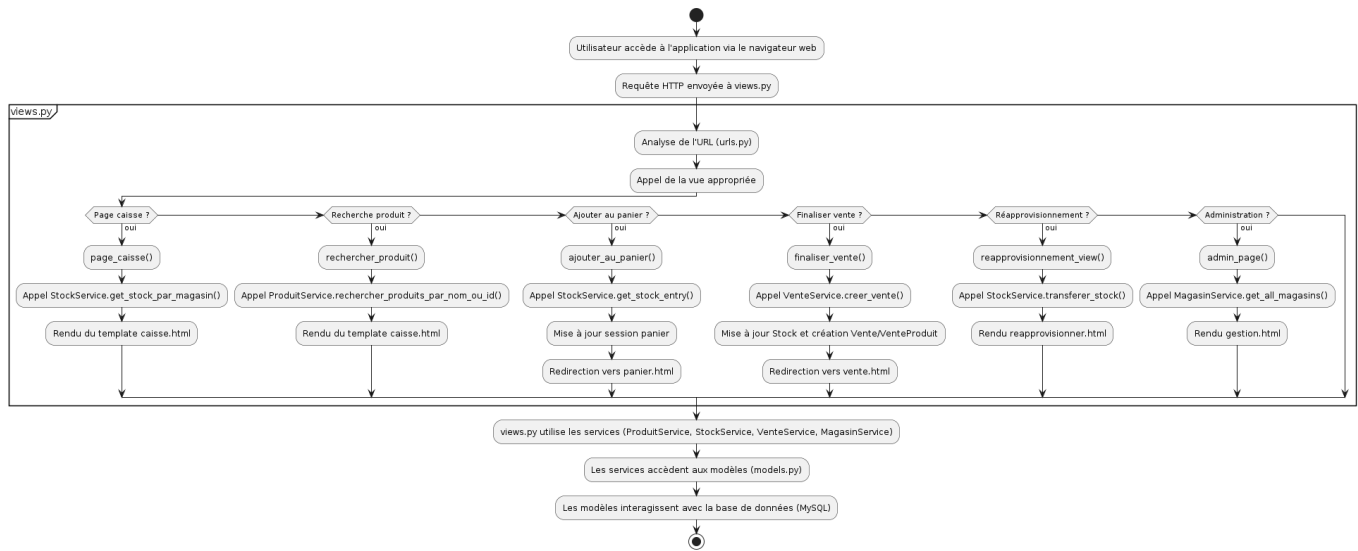 Utilisateur accède à l'application via le navigateur web
Requête HTTP envoyée à views.py
views.py
Analyse de l'URL (urls.py)
Appel de la vue appropriée
Page caisse ?
oui
page_caisse()
Appel StockService.get_stock_par_magasin()
Rendu du template caisse.html
Recherche produit ?
oui
rechercher_produit()
Appel ProduitService.rechercher_produits_par_nom_ou_id()
Rendu du template caisse.html
Ajouter au panier ?
oui
ajouter_au_panier()
Appel StockService.get_stock_entry()
Mise à jour session panier
Redirection vers panier.html
Finaliser vente ?
oui
finaliser_vente()
Appel VenteService.creer_vente()
Mise à jour Stock et création Vente/VenteProduit
Redirection vers vente.html
Réapprovisionnement ?
oui
reapprovisionnement_view()
Appel StockService.transferer_stock()
Rendu reapprovisionner.html
Administration ?
oui
admin_page()
Appel MagasinService.get_all_magasins()
Rendu gestion.html
views.py utilise les services (ProduitService, StockService, VenteService, MagasinService)
Les services accèdent aux modèles (models.py)
Les modèles interagissent avec la base de données (MySQL)